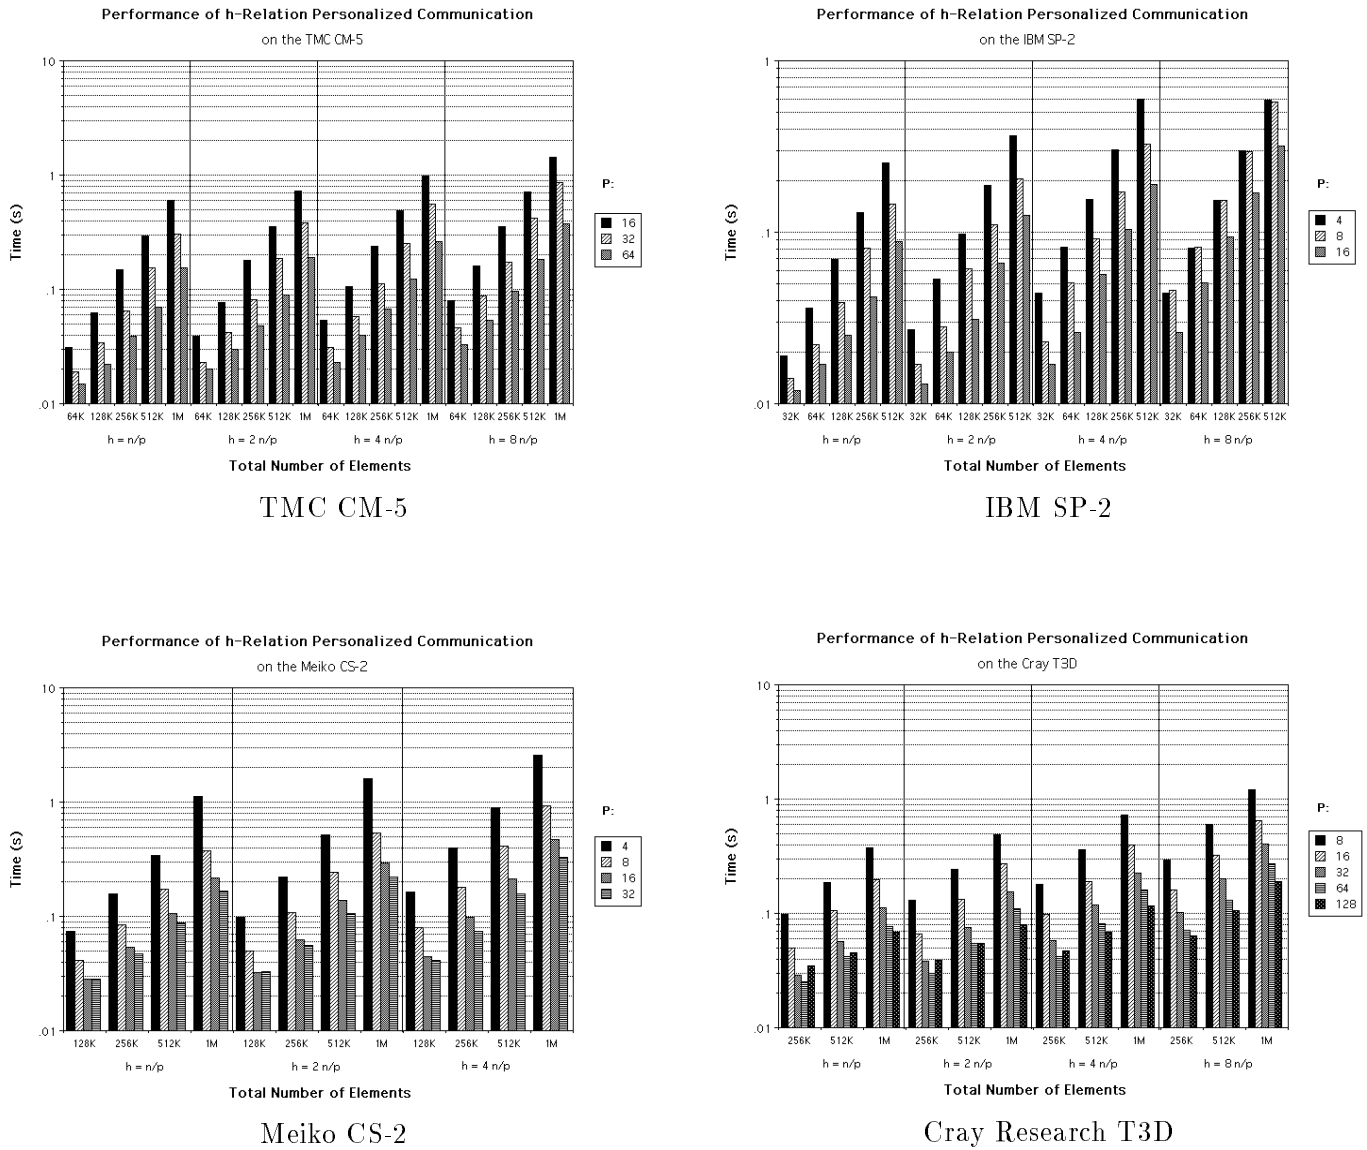 Performance of h-Relation Personalized Communication
on the TMC CM-5
10
1
.1
.01
Time (s)
64K 128K 256K 512K 1M 64K 128K 256K 512K 1M 64K 128K 256K 512K 1M 64K 128K 256K 512K 1M
h = n/p h = 2 n/p h = 4 n/p h = 8 n/p
Total Number of Elements
P:
16
32
64
TMC CM-5
Performance of h-Relation Personalized Communication
on the IBM SP-2
1
.1
.01
Time (s)
32K 64K 128K 256K 512K 32K 64K 128K 256K 512K 32K 64K 128K 256K 512K 32K 64K 128K 256K 512K
h = n/p h = 2 n/p h = 4 n/p h = 8 n/p
Total Number of Elements
P:
4
8
16
IBM SP-2
Performance of h-Relation Personalized Communication
on the Meiko CS-2
10
1
.1
.01
Time (s)
128K 256K 512K 1M 128K 256K 512K 1M 128K 256K 512K 1M
h = n/p h = 2 n/p h = 4 n/p
Total Number of Elements
P:
4
8
16
32
Meiko CS-2
Performance of h-Relation Personalized Communication
on the Cray T3D
10
1
.1
.01
Time (s)
256K 512K 1M 256K 512K 1M 256K 512K 1M 256K 512K 1M
h = n/p h = 2 n/p h = 4 n/p h = 8 n/p
Total Number of Elements
P:
8
16
32
64
128
Cray Research T3D